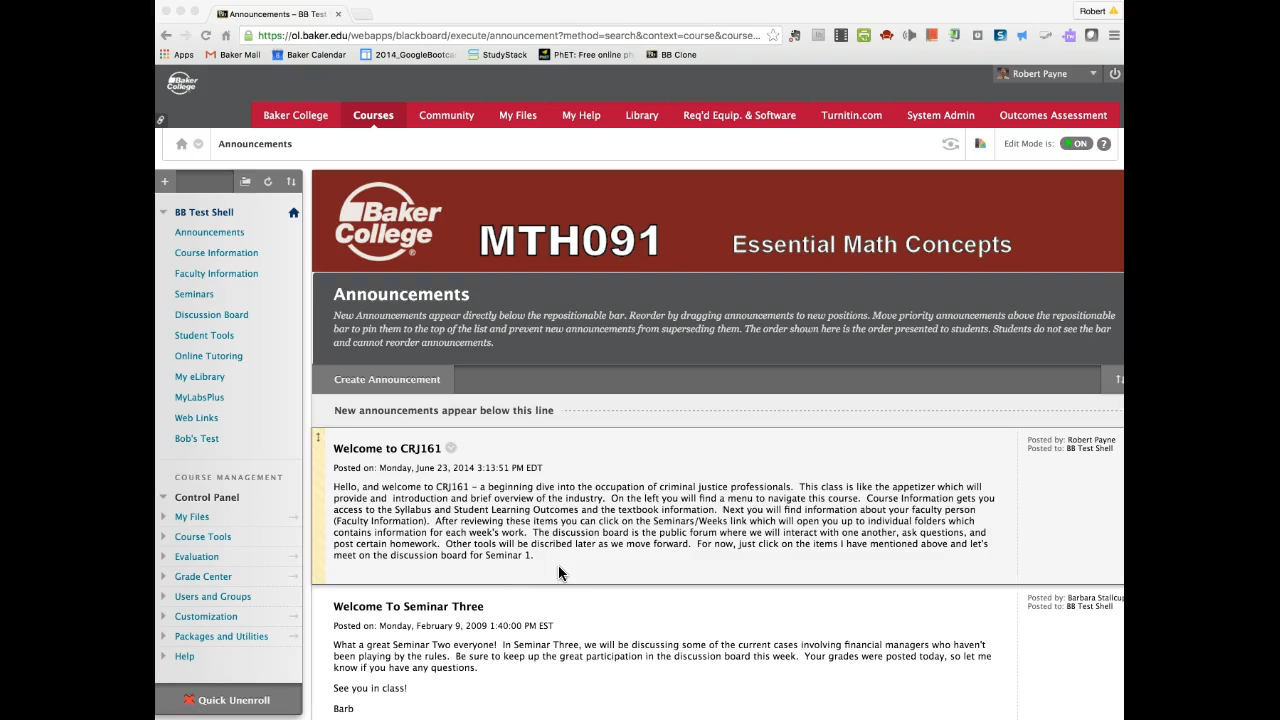 Announcements – BB Test
Robert
https://ol.baker.edu/webapps/blackboard/execute/announcement?method=search&context=course&course...
Apps Baker Mail Baker Calendar 2014_GoogleBootca StudyStack PhET: Free online ph BB Clone
Baker College
Robert Payne
Baker College Courses Community My Files My Help Library Req'd Equip. & Software Turnitin.com System Admin Outcomes Assessment
Announcements
Edit Mode is: ON ?
BB Test Shell
Announcements
Course Information
Faculty Information
Seminars
Discussion Board
Student Tools
Online Tutoring
My eLibrary
MyLabsPlus
Web Links
Bob's Test
COURSE MANAGEMENT
Control Panel
My Files
Course Tools
Evaluation
Grade Center
Users and Groups
Customization
Packages and Utilities
Help
Quick Unenroll
Baker College ®
MTH091
Essential Math Concepts
Announcements
New Announcements appear directly below the repositionable bar. Reorder by dragging announcements to new positions. Move priority announcements above the repositionable
bar to pin them to the top of the list and prevent new announcements from superseding them. The order shown here is the order presented to students. Students do not see the bar
and cannot reorder announcements.
Create Announcement
New announcements appear below this line
Welcome to CRJ161
Posted on: Monday, June 23, 2014 3:13:51 PM EDT
Hello, and welcome to CRJ161 – a beginning dive into the occupation of criminal justice professionals. This class is like the appetizer which will
provide and introduction and brief overview of the industry. On the left you will find a menu to navigate this course. Course Information gets you
access to the Syllabus and Student Learning Outcomes and the textbook information. Next you will find information about your faculty person
(Faculty Information). After reviewing these items you can click on the Seminars/Weeks link which will open you up to individual folders which
contains information for each week's work. The discussion board is the public forum where we will interact with one another, ask questions, and
post certain homework. Other tools will be discribed later as we move forward. For now, just click on the items I have mentioned above and let's
meet on the discussion board for Seminar 1.
Posted by: Robert Payne
Posted to: BB Test Shell
Welcome To Seminar Three
Posted on: Monday, February 9, 2009 1:40:00 PM EST
What a great Seminar Two everyone! In Seminar Three, we will be discussing some of the current cases involving financial managers who haven't
been playing by the rules. Be sure to keep up the great participation in the discussion board this week. Your grades were posted today, so let me
know if you have any questions.
See you in class!
Barb
Posted by: Barbara Stallcup
Posted to: BB Test Shell